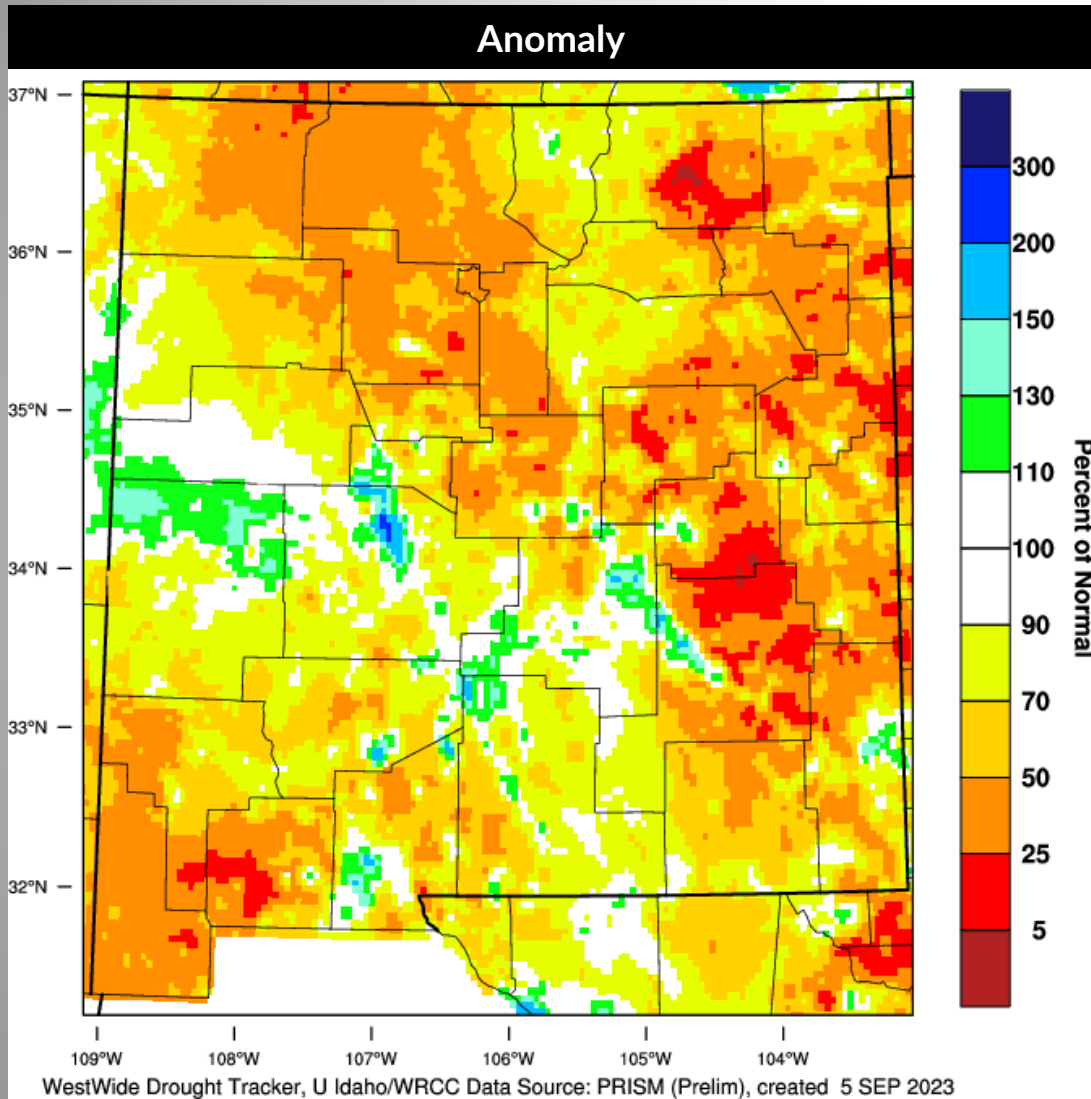 Anomaly
37°N
36°N
35°N
34°N
33°N
32°N
109°W
108°W
107°W
106°W
105°W
104°W
300
200
150
130
110
100
90
70
50
25
5
Percent of Normal
WestWide Drought Tracker, U Idaho/WRCC Data Source: PRISM (Prelim), created 5 SEP 2023